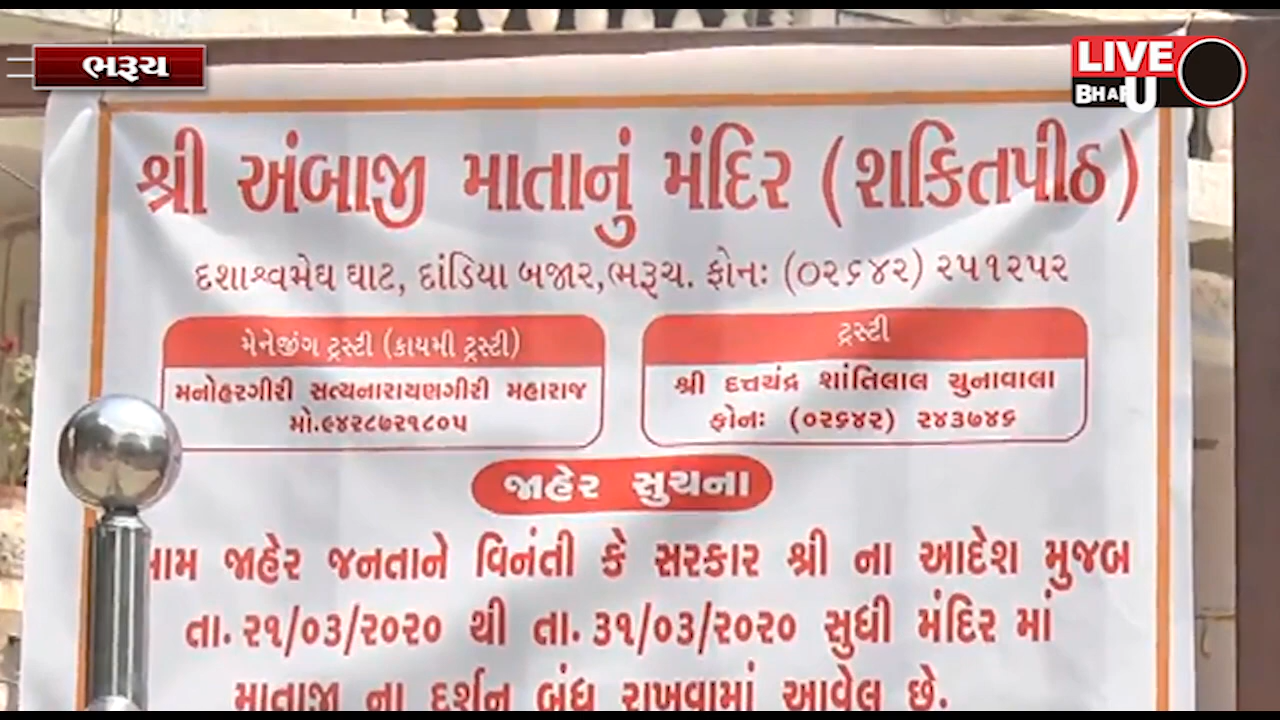 ભરૂચ
LIVE
BHARU
શ્રી અંબાજી માતાનું મંદિર (શકિતપીઠ)
દશાશ્વમેઘ ઘાટ, દાંડિયા બજાર,ભરૂચ. ફોનઃ (૦૨૬૪૨) ૨૫૧૨૫૨
મેનેજીંગ ટ્રસ્ટી (કાયમી ટ્રસ્ટી)
મનોહરગીરી સત્યનારાયણગીરી મહારાજ
મો.૯૪૨૮૭૨૧૮૦૫
ટ્રસ્ટી
શ્રી દત્તચંદ્ર શાંતિલાલ ચુનાવાલા
ફોનઃ (૦૨૬૪૨) ૨૪૩૭૪૬
જાહેર સુચના
જાહેર જનતાને વિનંતી કે સરકાર શ્રી ના આદેશ મુજબ
તા. ૨૧/૦૩/૨૦૨૦ થી તા. ૩૧/૦૩/૨૦૨૦ સુધી મંદિર માં
માતાજી ના દર્શન બંધ રાખવામાં આવેલ છે.